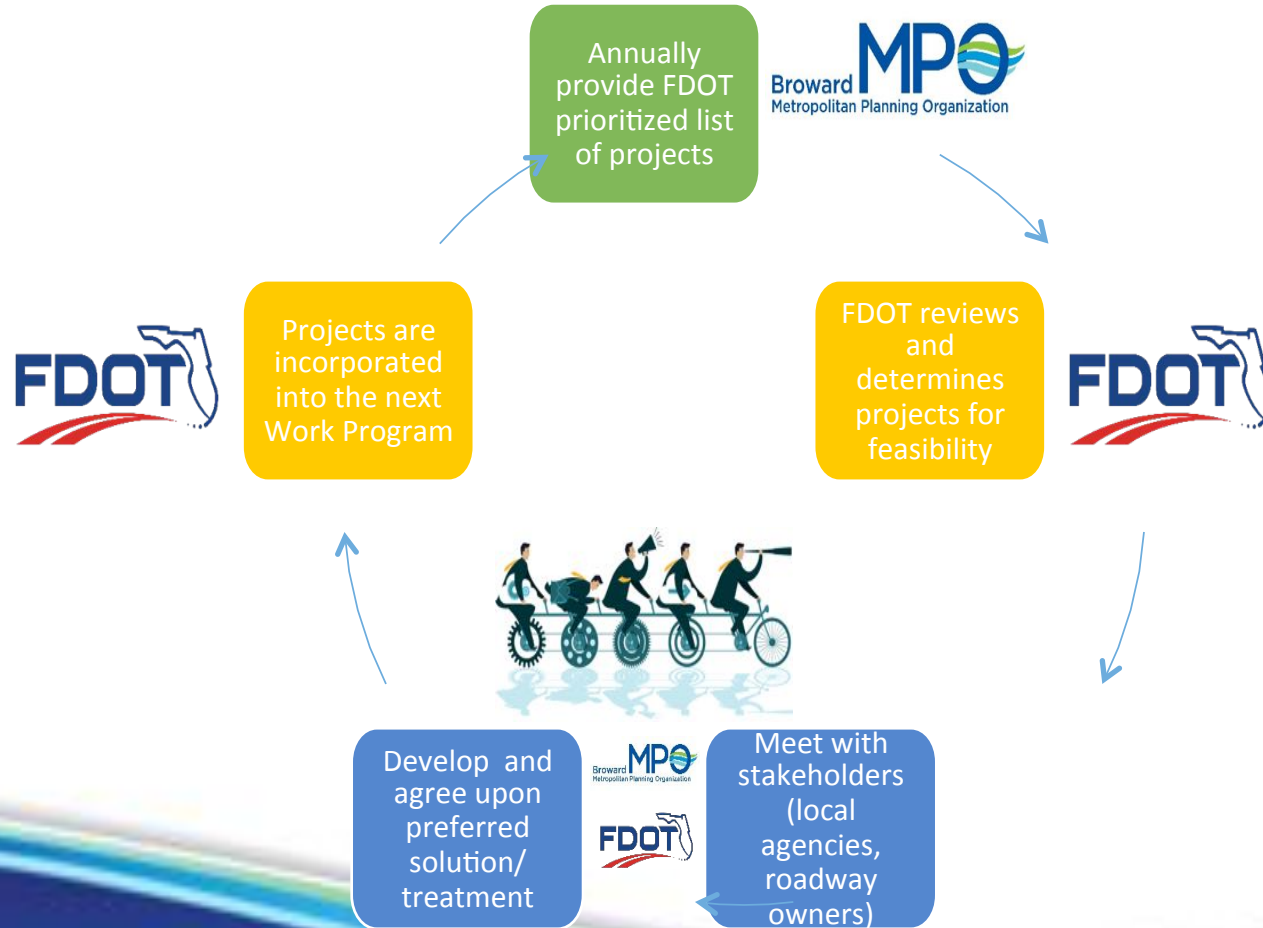 Annually
provide FDOT
prioritized list
of projects
Broward MPO
Metropolitan Planning Organization
FDOT
Projects are
incorporated
into the next
Work Program
FDOT reviews
and
determines
projects for
feasibility
FDOT
Develop and
agree upon
preferred
solution/
treatment
Broward MPO
Metropolitan Planning Organization
FDOT
Meet with
stakeholders
(local
agencies,
roadway
owners)